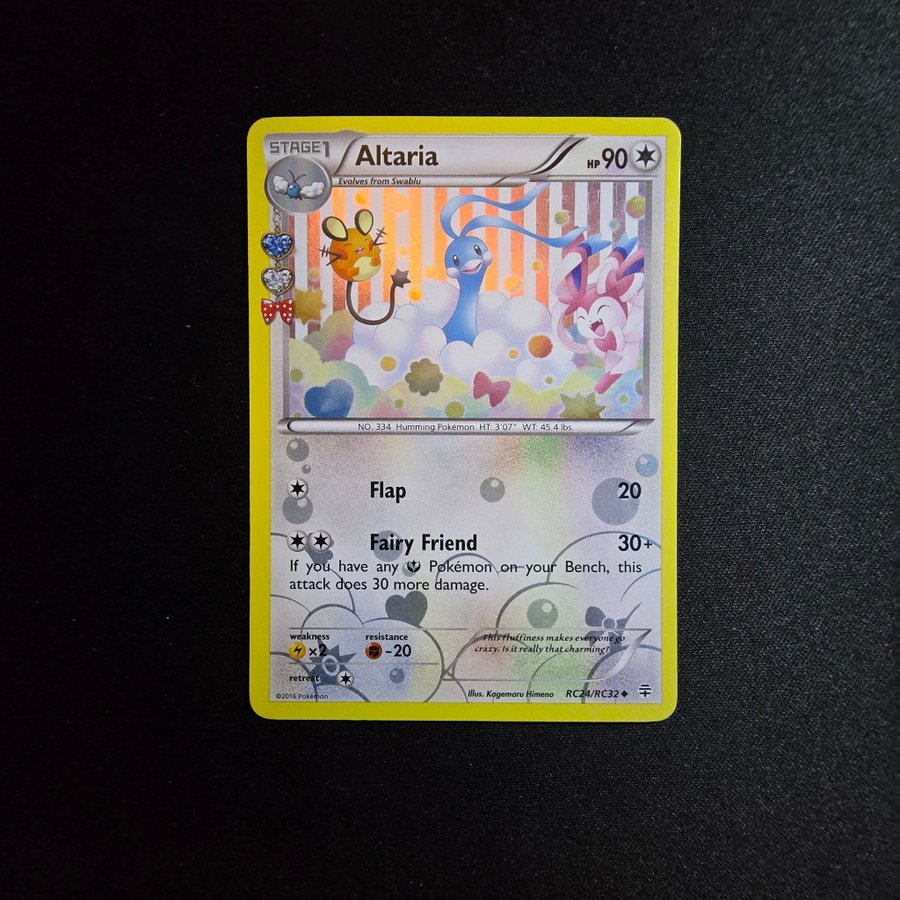 STAGE1
Altaria
HP 90
Evolves from Swablu
NO. 334 Humming Pokémon HT: 3'07" WT: 45.4 lbs.
Flap 20
Fairy Friend 30+
If you have any Pokémon on your Bench, this
attack does 30 more damage.
weakness
×2
resistance
-20
This fluffiness makes everyone go
crazy. Is it really that charming?
retreat
©2016 Pokémon
Illus. Kagemaru Himeno
RC24/RC32